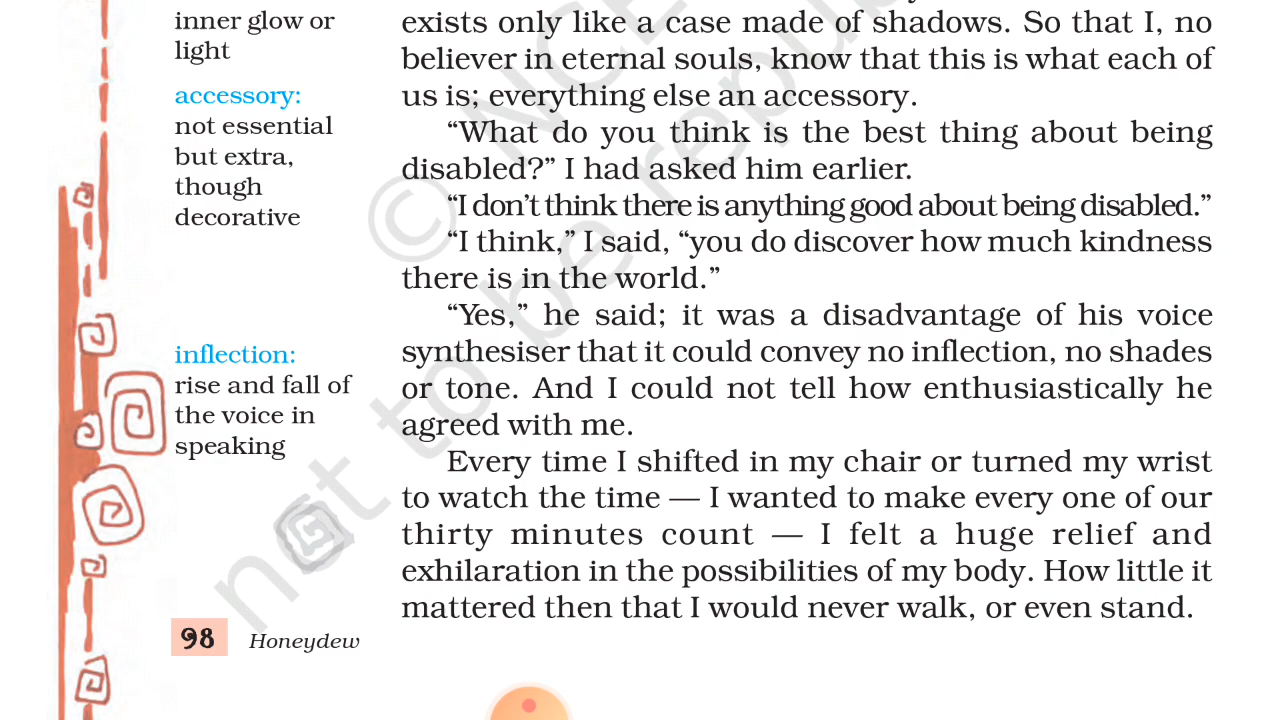 inner glow or
light
accessory:
not essential
but extra,
though
decorative
inflection:
rise and fall of
the voice in
speaking
exists only like a case made of shadows. So that I, no
believer in eternal souls, know that this is what each of
us is; everything else an accessory.
“What do you think is the best thing about being
disabled?” I had asked him earlier.
“I don’t think there is anything good about being disabled.”
“I think,” I said, “you do discover how much kindness
there is in the world.”
“Yes,” he said; it was a disadvantage of his voice
synthesiser that it could convey no inflection, no shades
or tone. And I could not tell how enthusiastically he
agreed with me.
Every time I shifted in my chair or turned my wrist
to watch the time — I wanted to make every one of our
thirty minutes count — I felt a huge relief and
exhilaration in the possibilities of my body. How little it
mattered then that I would never walk, or even stand.
98 Honeydew
© NCE
not to be republ